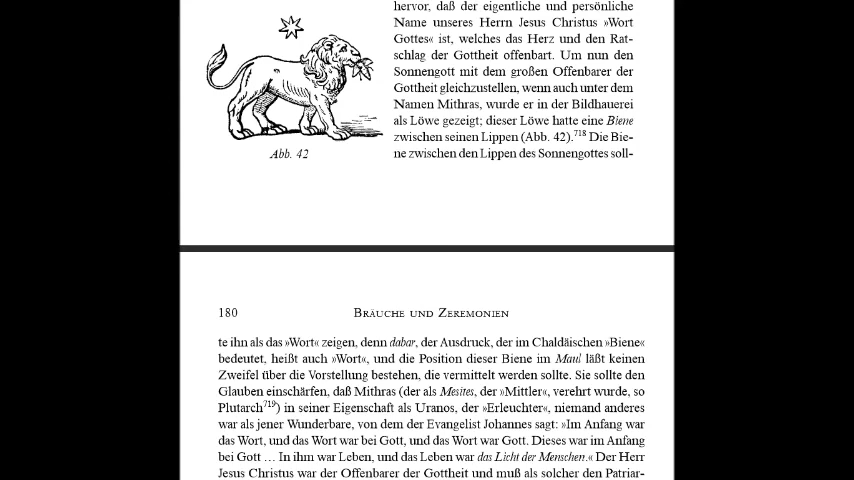 hervor, daß der eigentliche und persönliche
Name unseres Herrn Jesus Christus »Wort
Gottes« ist, welches das Herz und den Rat-
schlag der Gottheit offenbart. Um nun den
Sonnengott mit dem großen Offenbarer der
Gottheit gleichzustellen, wenn auch unter dem
Namen Mithras, wurde er in der Bildhauerei
als Löwe gezeigt; dieser Löwe hatte eine Biene
zwischen seinen Lippen (Abb. 42).718 Die Bie-
ne zwischen den Lippen des Sonnengottes soll-
Abb. 42
180 BRÄUCHE UND ZEREMONIEN
te ihn als das »Wort« zeigen, denn dabar, der Ausdruck, der im Chaldäischen »Biene«
bedeutet, heißt auch »Wort«, und die Position dieser Biene im Maul läßt keinen
Zweifel über die Vorstellung bestehen, die vermittelt werden sollte. Sie sollte den
Glauben einschärfen, daß Mithras (der als Mesites, der »Mittler«, verehrt wurde, so
Plutarch719) in seiner Eigenschaft als Uranos, der »Erleuchter«, niemand anderes
war als jener Wunderbare, von dem der Evangelist Johannes sagt: »Im Anfang war
das Wort, und das Wort war bei Gott, und das Wort war Gott. Dieses war im Anfang
bei Gott … In ihm war Leben, und das Leben war das Licht der Menschen.« Der Herr
Jesus Christus war der Offenbarer der Gottheit und muß als solcher den Patriar-